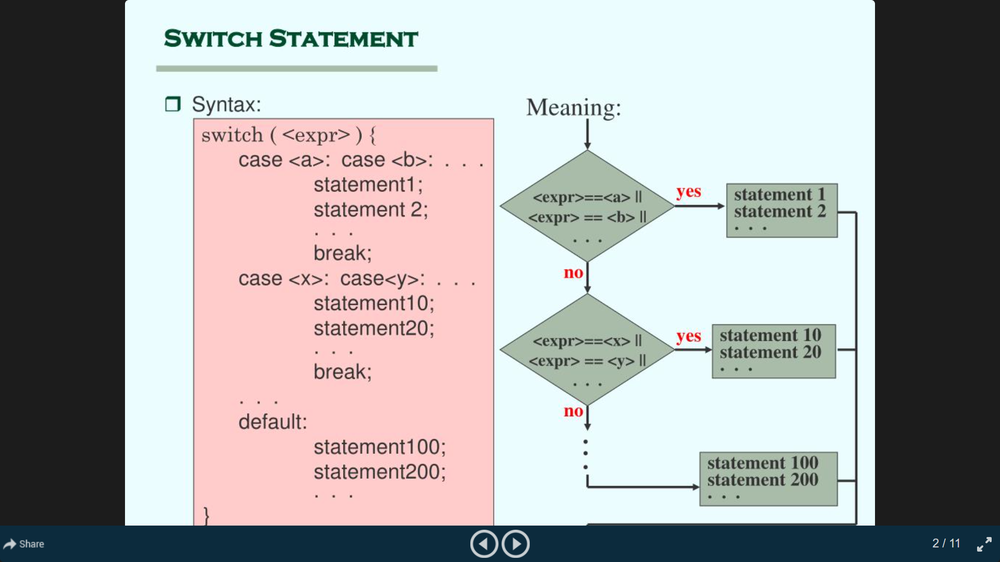 SWITCH STATEMENT
Syntax:
switch ( <expr> ) {
case <a>: case <b>: . . .
statement1;
statement 2;
. . .
break;
case <x>: case<y>: . . .
statement10;
statement20;
. . .
break;
. . .
default:
statement100;
statement200;
. . .
}
Meaning:
<expr>==<a> ||
<expr> == <b> ||
. . .
yes
statement 1
statement 2
. . .
no
<expr>==<x> ||
<expr> == <y> ||
. . .
yes
statement 10
statement 20
. . .
no
statement 100
statement 200
. . .
Share
2 / 11